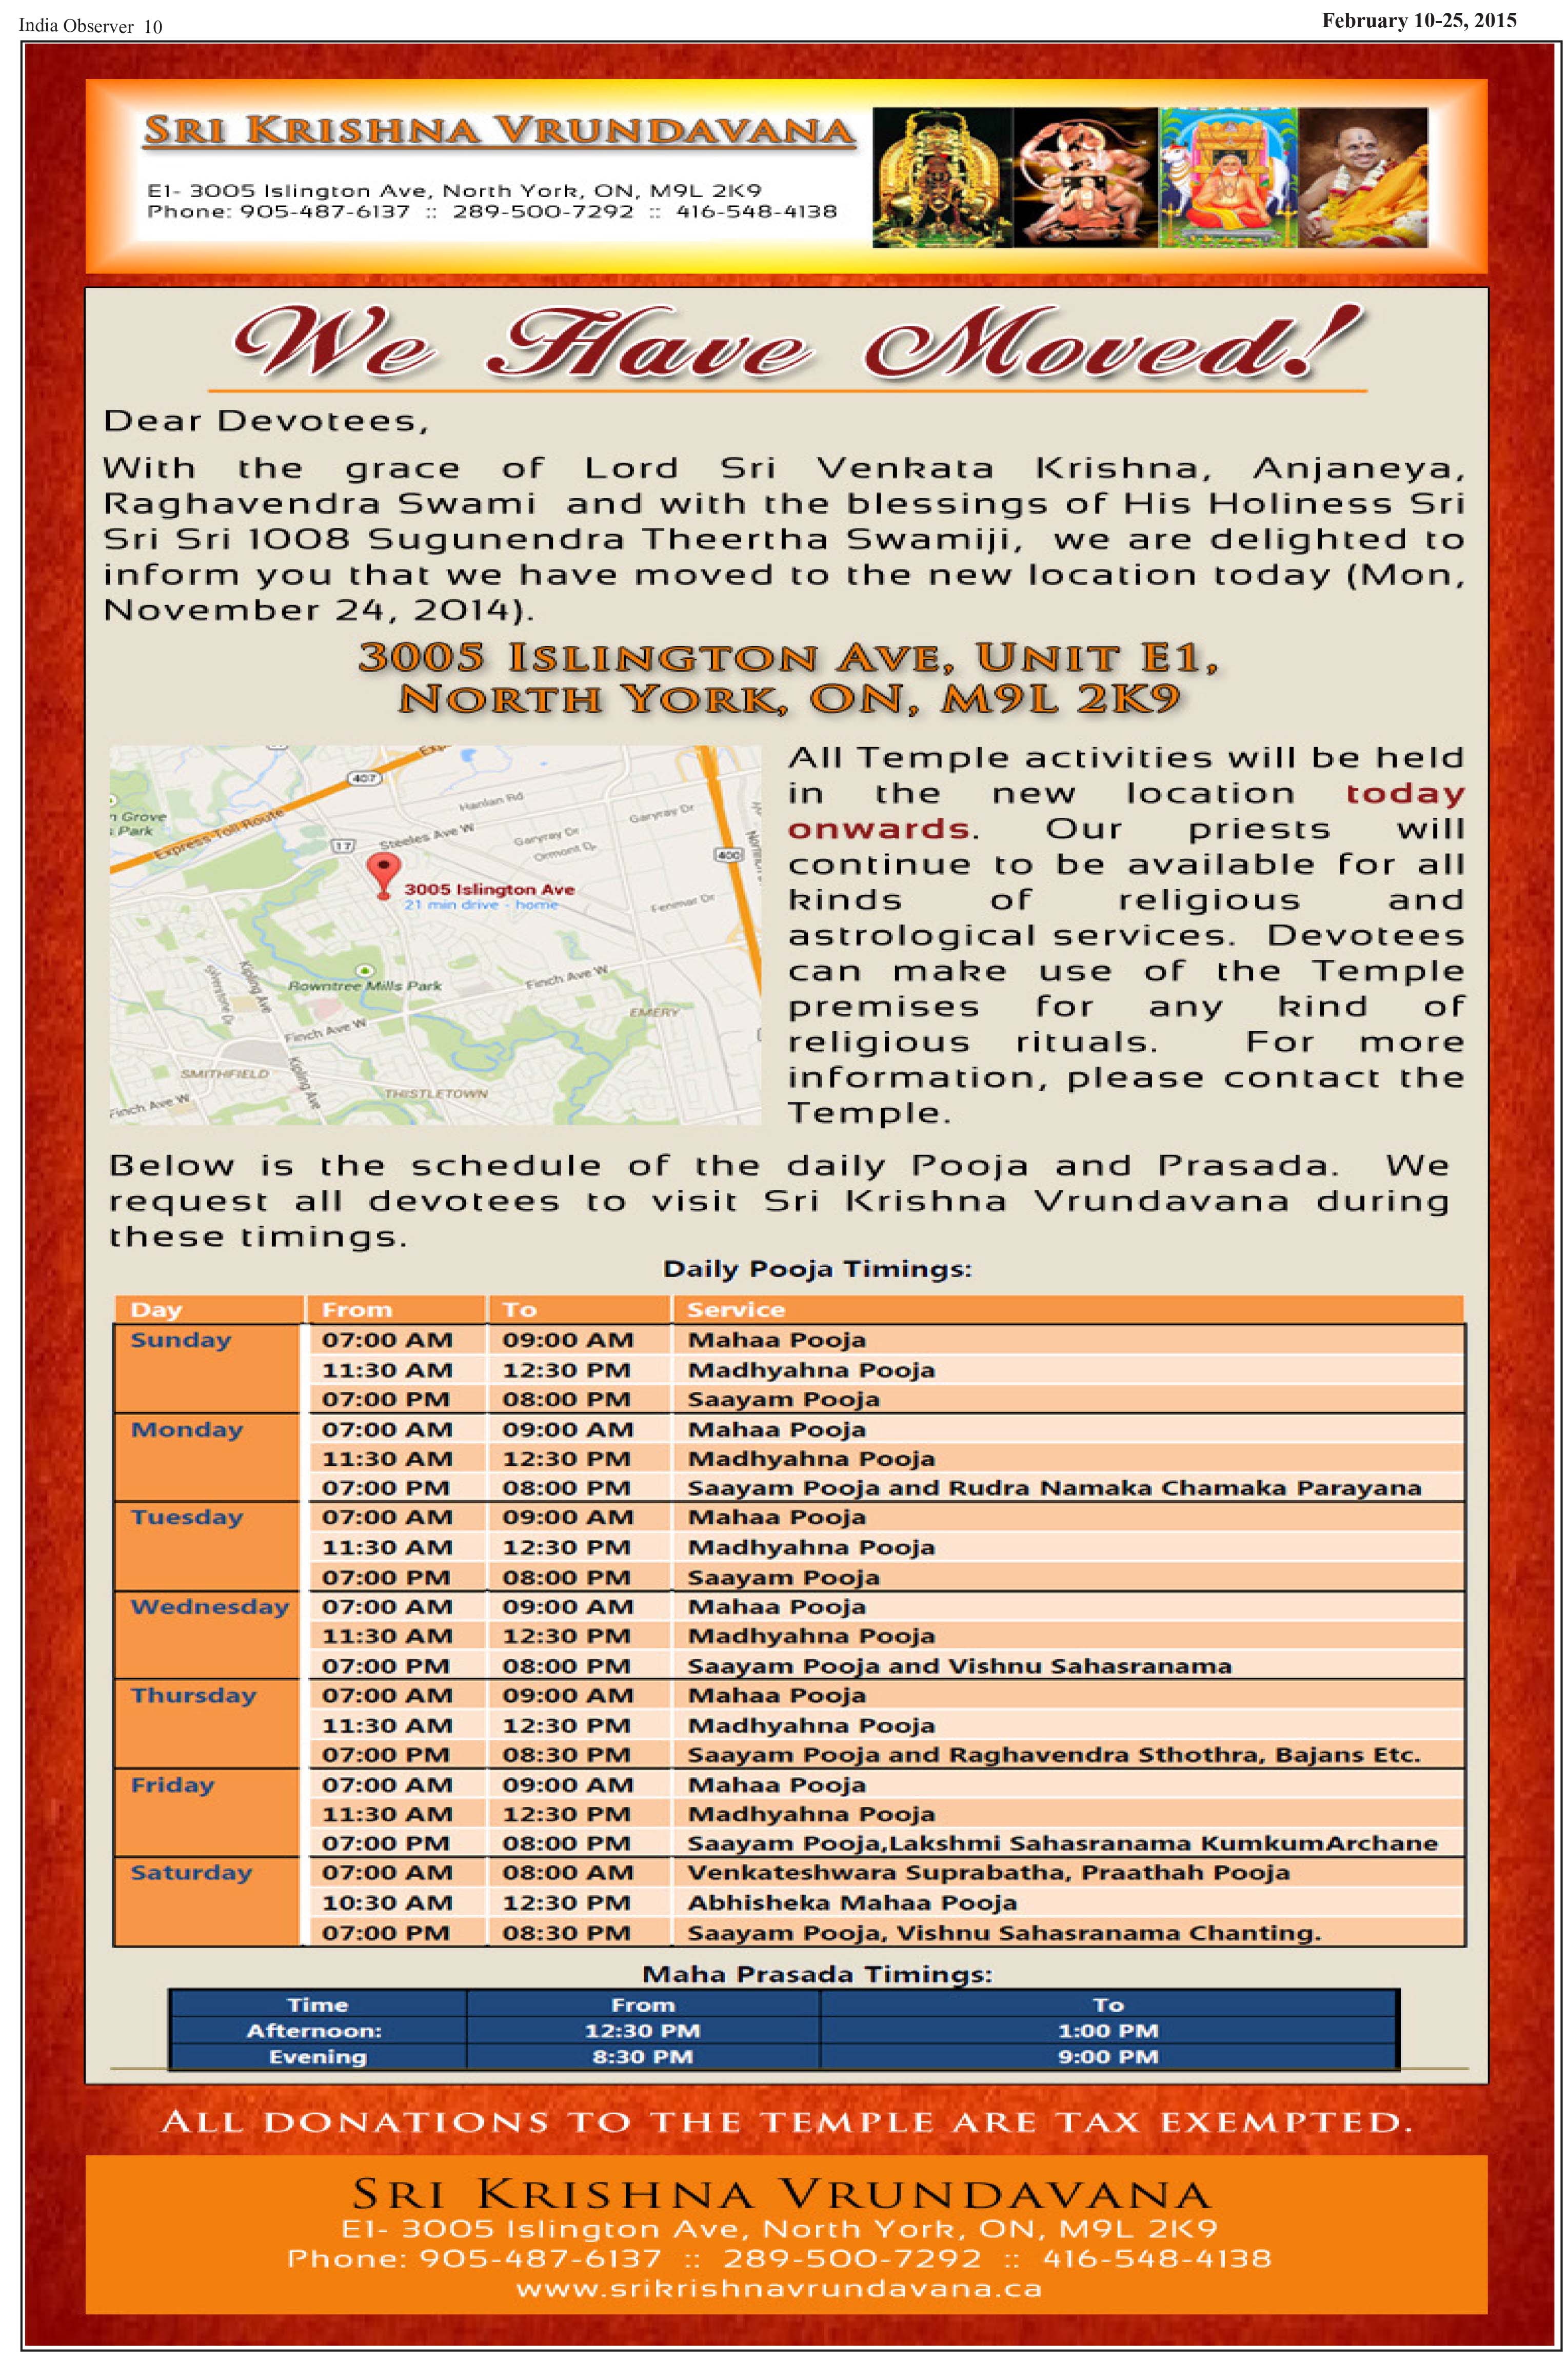 India Observer 10
February 10-25, 2015
SRI KRISHNA VRUNDAVANA
E1- 3005 Islington Ave, North York, ON, M9L 2K9
Phone: 905-487-6137 :: 289-500-7292 :: 416-548-4138
We Have Moved!
Dear Devotees,
With the grace of Lord Sri Venkata Krishna, Anjaneya,
Raghavendra Swami and with the blessings of His Holiness Sri
Sri Sri 1008 Sugunendra Theertha Swamiji, we are delighted to
inform you that we have moved to the new location today (Mon,
November 24, 2014).
3005 ISLINGTON AVE, UNIT E1,
NORTH YORK, ON, M9L 2K9
407
Express Toll Route
Hanlan Rd
Garyray Dr
Grove
Park
17
Steeles Ave W
Garyray Dr
Ormont Dr
400
3005 Islington Ave
21 min drive - home
Fenmar Dr
Kipling Ave
Rowntree Mills Park
Finch Ave W
EMERY
Finch Ave W
SMITHFIELD
Kipling Ave
THISTLETOWN
Finch Ave W
All Temple activities will be held
in the new location today
onwards. Our priests will
continue to be available for all
kinds of religious and
astrological services. Devotees
can make use of the Temple
premises for any kind of
religious rituals. For more
information, please contact the
Temple.
Below is the schedule of the daily Pooja and Prasada. We
request all devotees to visit Sri Krishna Vrundavana during
these timings.
Daily Pooja Timings:
Day From To Service
Sunday 07:00 AM 09:00 AM Mahaa Pooja
11:30 AM 12:30 PM Madhyahna Pooja
07:00 PM 08:00 PM Saayam Pooja
Monday 07:00 AM 09:00 AM Mahaa Pooja
11:30 AM 12:30 PM Madhyahna Pooja
07:00 PM 08:00 PM Saayam Pooja and Rudra Namaka Chamaka Parayana
Tuesday 07:00 AM 09:00 AM Mahaa Pooja
11:30 AM 12:30 PM Madhyahna Pooja
07:00 PM 08:00 PM Saayam Pooja
Wednesday 07:00 AM 09:00 AM Mahaa Pooja
11:30 AM 12:30 PM Madhyahna Pooja
07:00 PM 08:00 PM Saayam Pooja and Vishnu Sahasranama
Thursday 07:00 AM 09:00 AM Mahaa Pooja
11:30 AM 12:30 PM Madhyahna Pooja
07:00 PM 08:30 PM Saayam Pooja and Raghavendra Sthothra, Bajans Etc.
Friday 07:00 AM 09:00 AM Mahaa Pooja
11:30 AM 12:30 PM Madhyahna Pooja
07:00 PM 08:00 PM Saayam Pooja,Lakshmi Sahasranama KumkumArchane
Saturday 07:00 AM 08:00 AM Venkateshwara Suprabatha, Praathah Pooja
10:30 AM 12:30 PM Abhisheka Mahaa Pooja
07:00 PM 08:30 PM Saayam Pooja, Vishnu Sahasranama Chanting.
Maha Prasada Timings:
Time From To
Afternoon: 12:30 PM 1:00 PM
Evening 8:30 PM 9:00 PM
ALL DONATIONS TO THE TEMPLE ARE TAX EXEMPTED.
SRI KRISHNA VRUNDAVANA
E1- 3005 Islington Ave, North York, ON, M9L 2K9
Phone: 905-487-6137 :: 289-500-7292 :: 416-548-4138
www.srikrishnavrundavana.ca